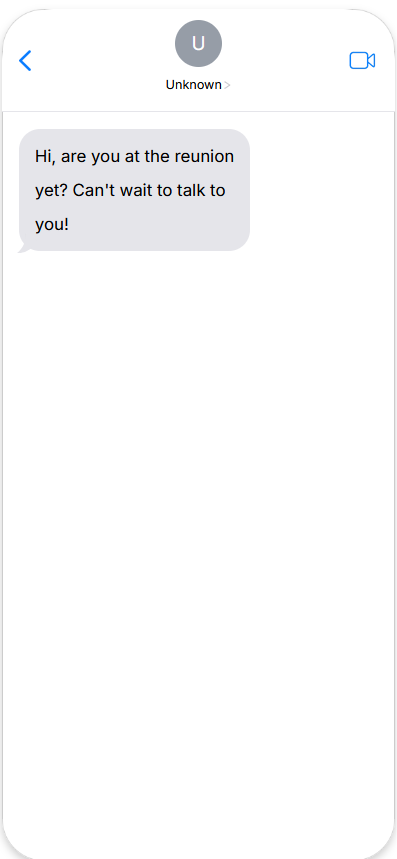 U
Unknown>
Hi, are you at the reunion
yet? Can't wait to talk to
you!